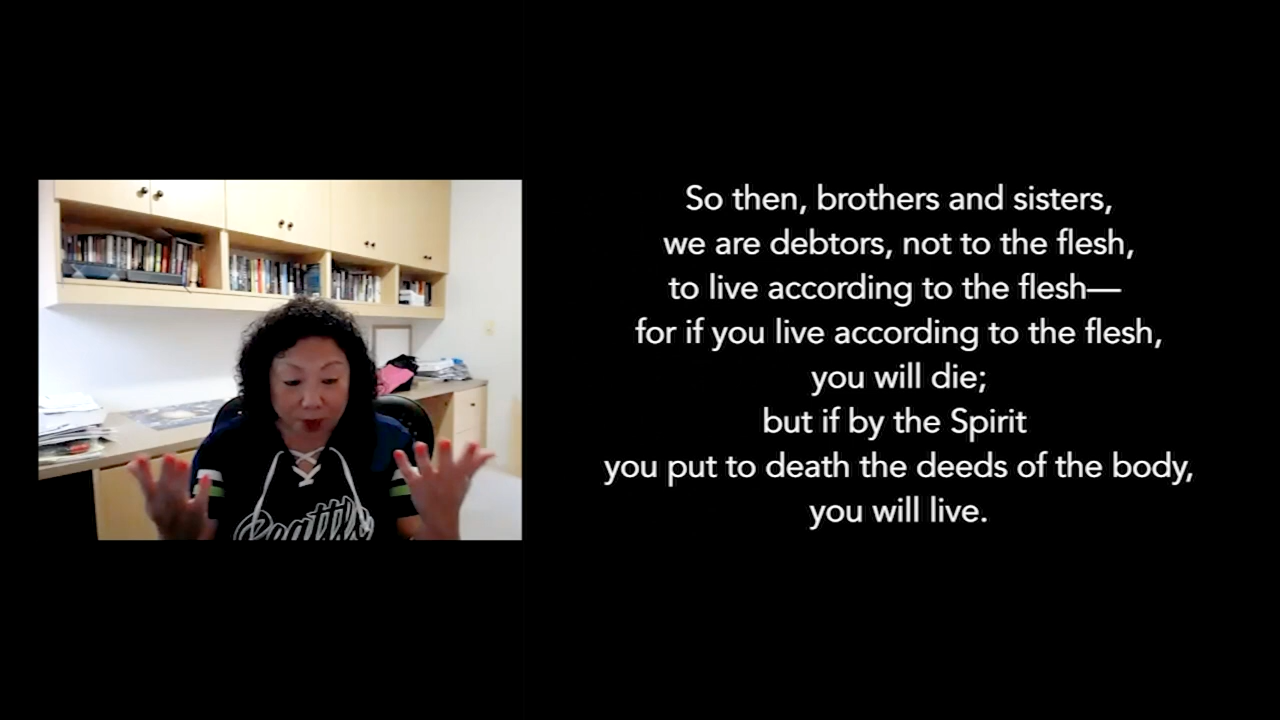 So then, brothers and sisters,
we are debtors, not to the flesh,
to live according to the flesh—
for if you live according to the flesh,
you will die;
but if by the Spirit
you put to death the deeds of the body,
you will live.
Seattle